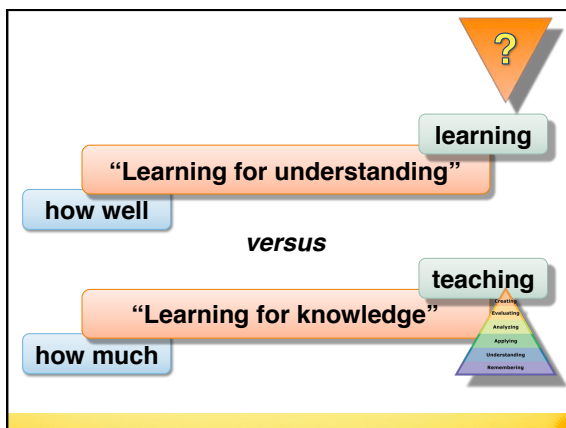 ?
learning
“Learning for understanding”
how well
versus
teaching
“Learning for knowledge”
how much
Creating
Evaluating
Analyzing
Applying
Understanding
Remembering